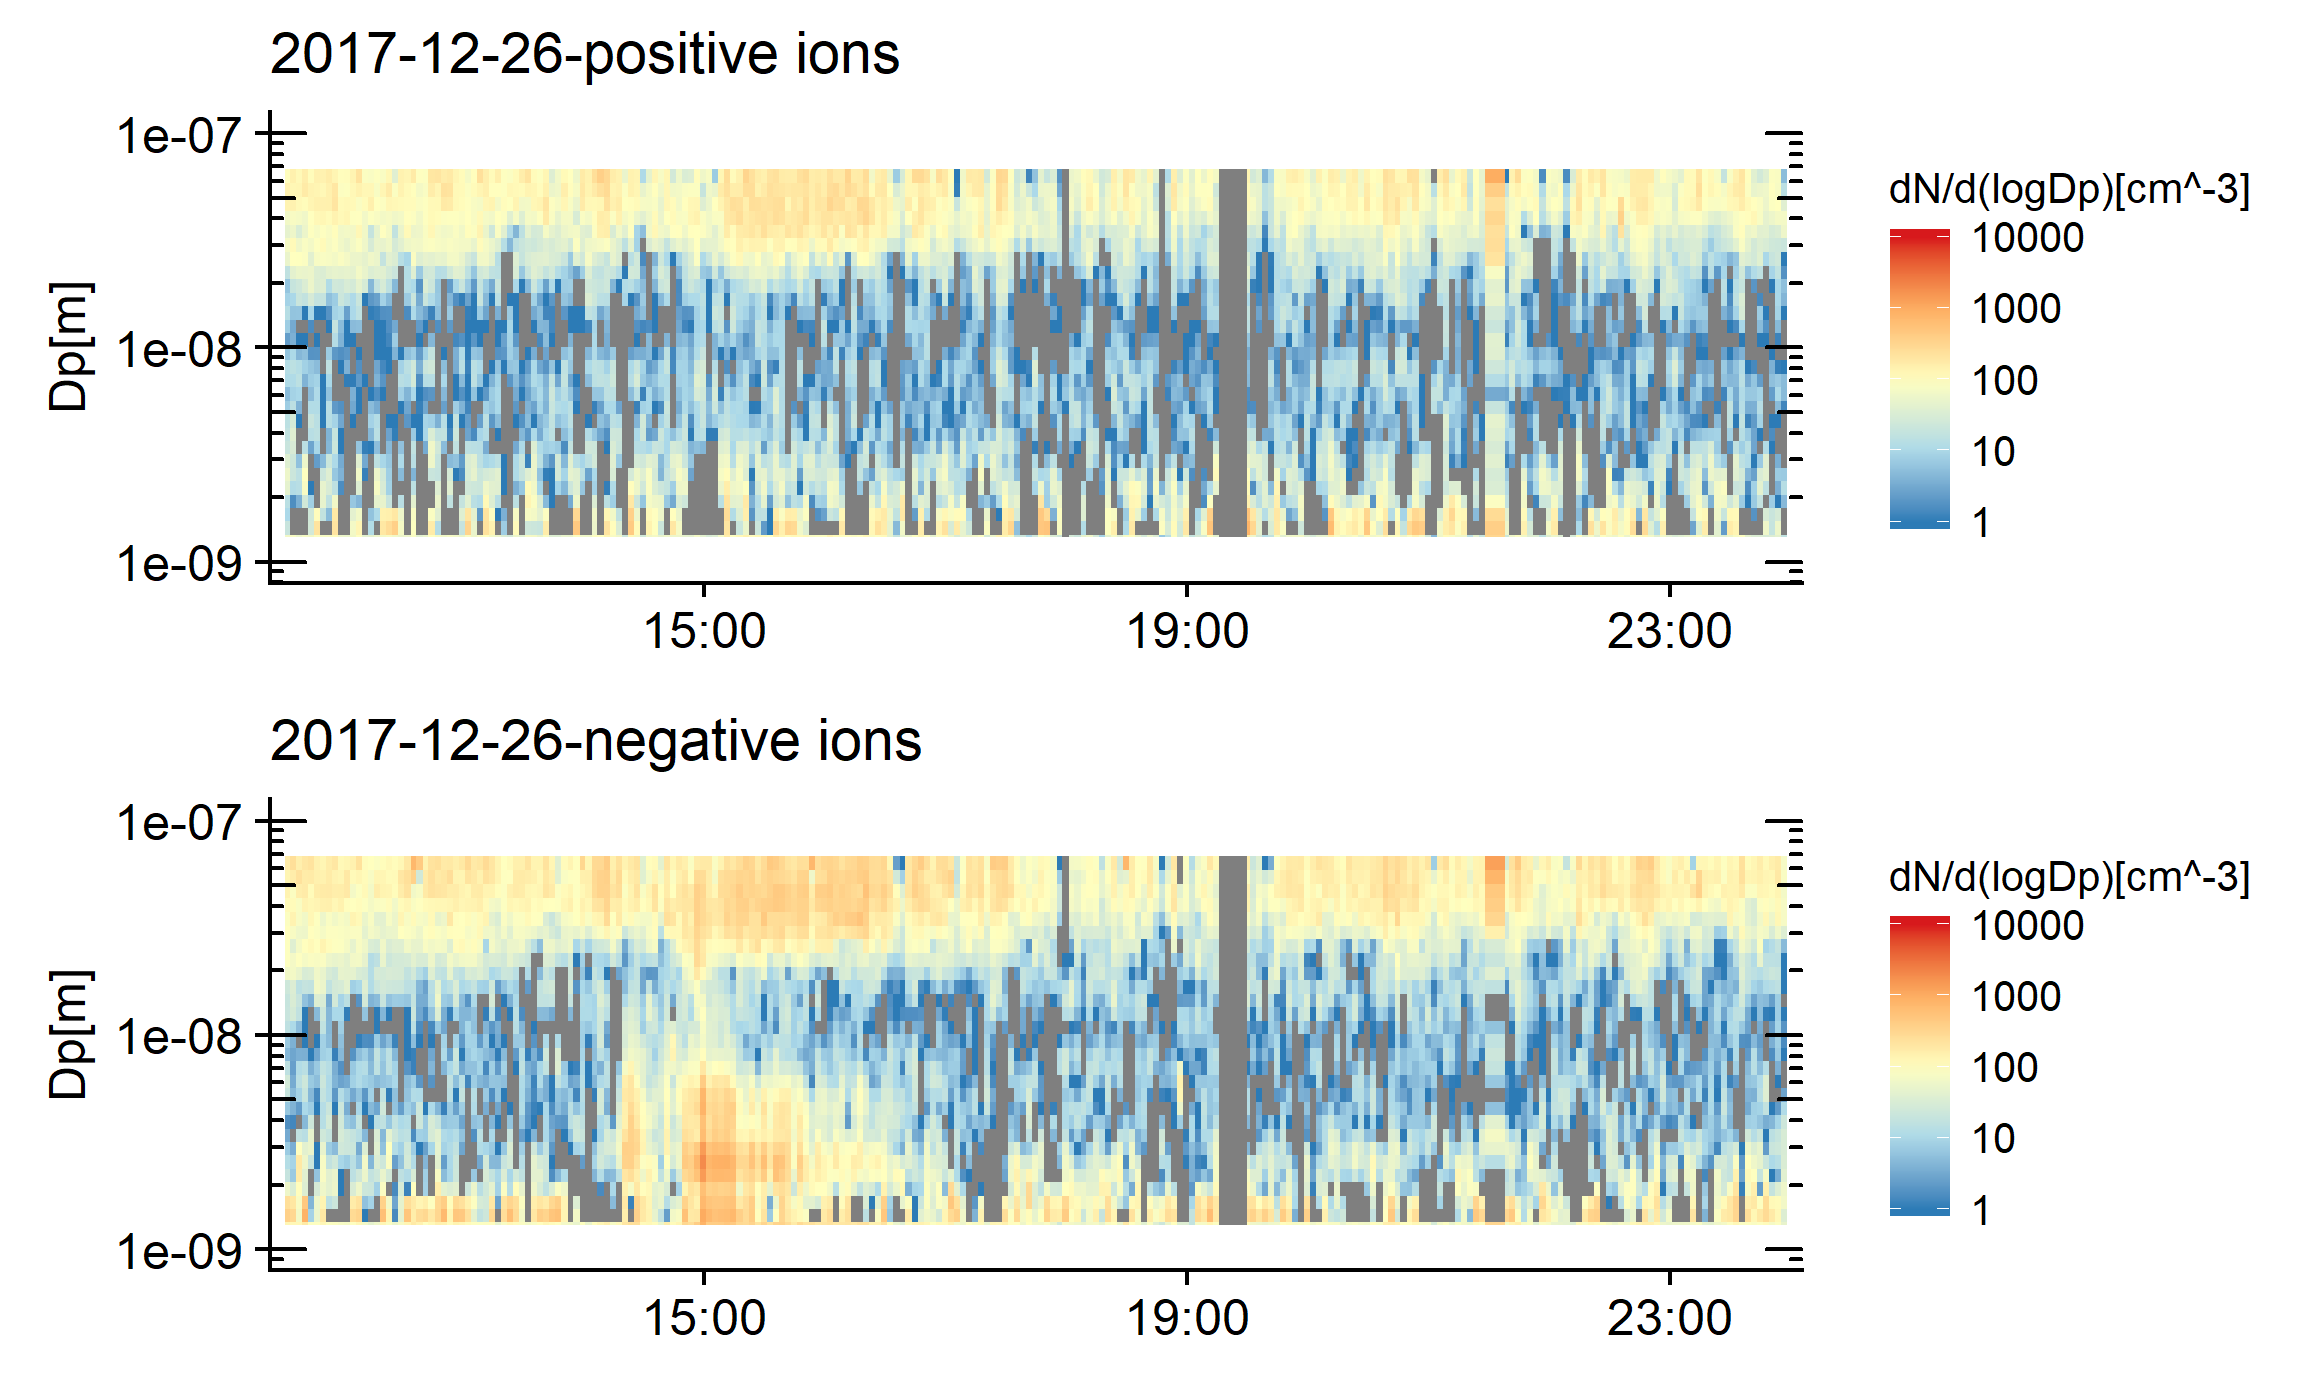 2017-12-26-positive ions
1e-07
1e-08
1e-09
Dp[m]
15:00
19:00
23:00
dN/d(logDp)[cm^-3]
10000
1000
100
10
1
2017-12-26-negative ions
1e-07
1e-08
1e-09
Dp[m]
15:00
19:00
23:00
dN/d(logDp)[cm^-3]
10000
1000
100
10
1